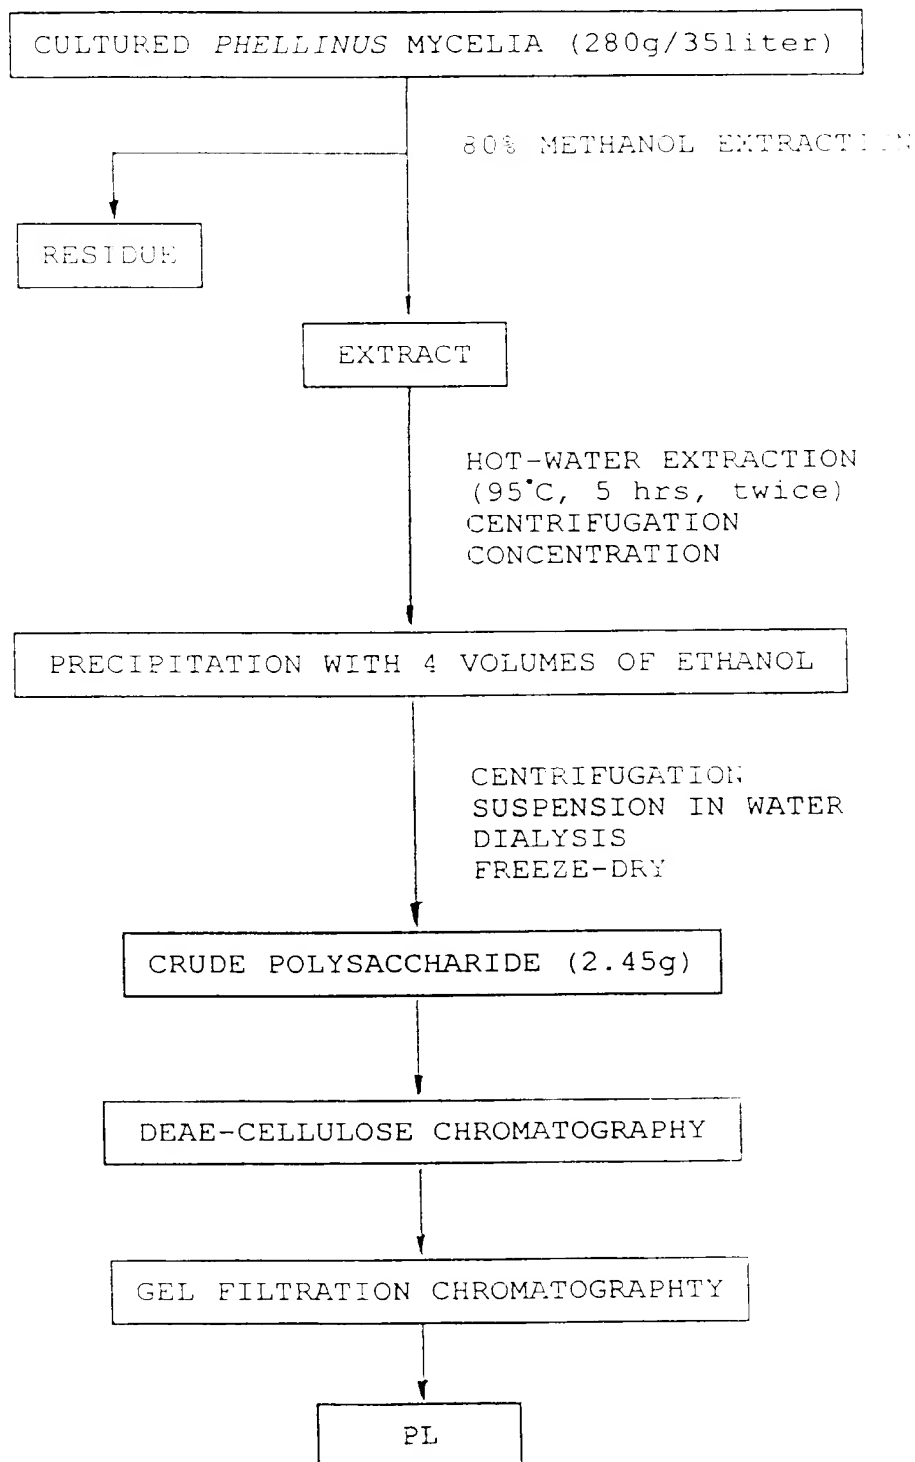 CULTURED PHELLINUS MYCELIA (280g/35liter)
80% METHANOL EXTRACTION
RESIDUE
EXTRACT
HOT-WATER EXTRACTION
(95°C, 5 hrs, twice)
CENTRIFUGATION
CONCENTRATION
PRECIPITATION WITH 4 VOLUMES OF ETHANOL
CENTRIFUGATION
SUSPENSION IN WATER
DIALYSIS
FREEZE-DRY
CRUDE POLYSACCHARIDE (2.45g)
DEAE-CELLULOSE CHROMATOGRAPHY
GEL FILTRATION CHROMATOGRAPHTY
PL